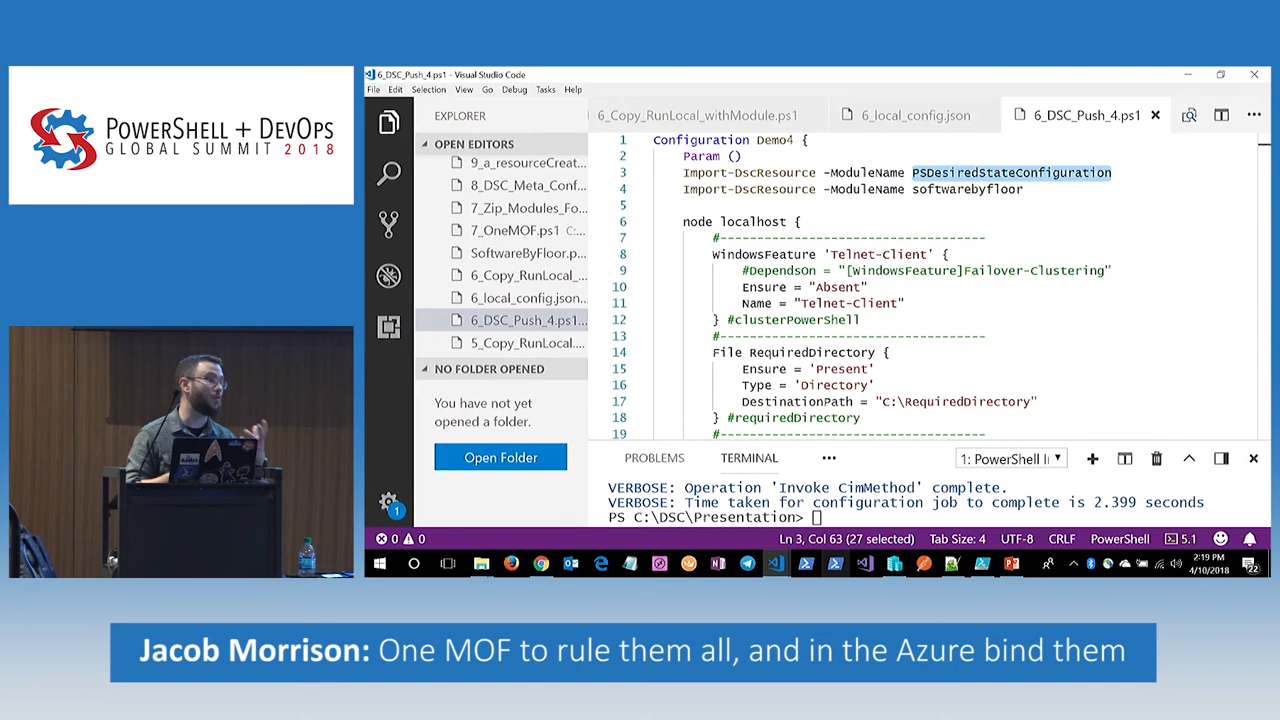 POWERSHELL + DEVOPS
GLOBAL SUMMIT 2018
6_DSC_Push_4.ps1 - Visual Studio Code
File Edit Selection View Go Debug Tasks Help
EXPLORER
OPEN EDITORS
9_a_resourceCreat...
8_DSC_Meta_Conf...
7_Zip_Modules_Fo...
7_OneMOF.ps1 C:...
SoftwareByFloor.p...
6_Copy_RunLocal_...
6_local_config.json...
6_DSC_Push_4.ps1...
5_Copy_RunLocal....
NO FOLDER OPENED
You have not yet
opened a folder.
Open Folder
1
6_Copy_RunLocal_withModule.ps1 6_local_config.json 6_DSC_Push_4.ps1
1 Configuration Demo4 {
2 Param ()
3 Import-DscResource -ModuleName PSDesiredStateConfiguration
4 Import-DscResource -ModuleName softwarebyfloor
5
6 node localhost {
7 #------------------------------------
8 WindowsFeature 'Telnet-Client' {
9 #DependsOn = "[WindowsFeature]Failover-Clustering"
10 Ensure = "Absent"
11 Name = "Telnet-Client"
12 } #clusterPowerShell
13 #------------------------------------
14 File RequiredDirectory {
15 Ensure = 'Present'
16 Type = 'Directory'
17 DestinationPath = "C:\RequiredDirectory"
18 } #requiredDirectory
19 #------------------------------------
PROBLEMS TERMINAL ••• 1: PowerShell I
VERBOSE: Operation 'Invoke CimMethod' complete.
VERBOSE: Time taken for configuration job to complete is 2.399 seconds
PS C:\DSC\Presentation>
0 0 Ln 3, Col 63 (27 selected) Tab Size: 4 UTF-8 CRLF PowerShell 5.1
2:19 PM
4/10/2018
22
Jacob Morrison: One MOF to rule them all, and in the Azure bind them